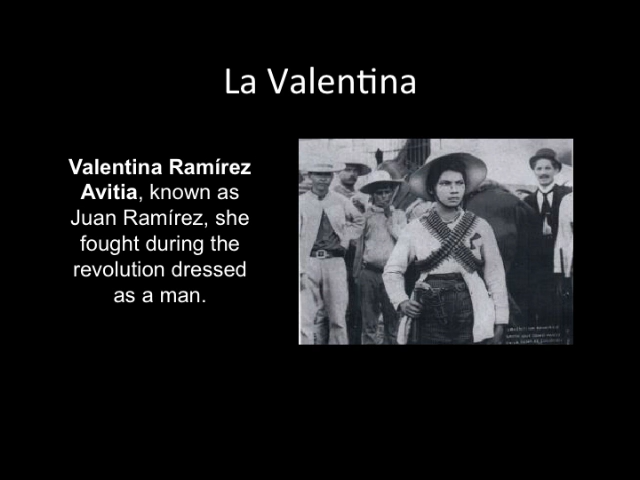 La Valentina
Valentina Ramírez
Avitia, known as
Juan Ramírez, she
fought during the
revolution dressed
as a man.